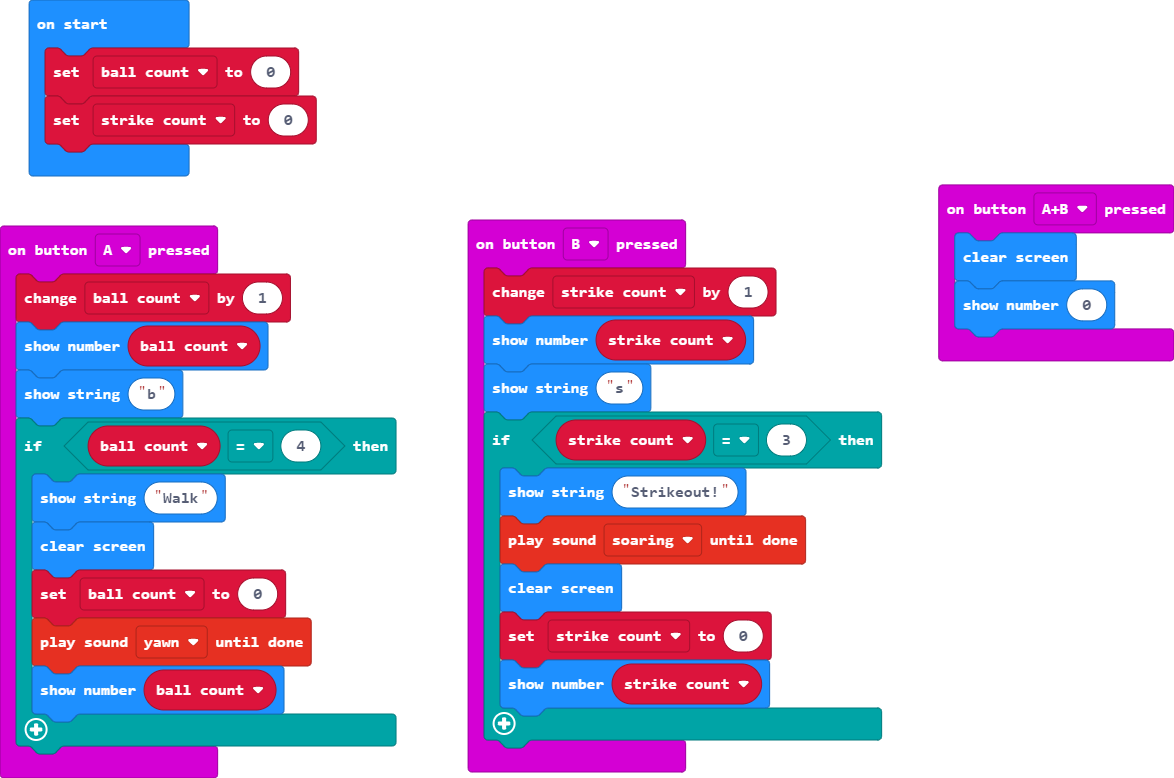 on start
set ball count to 0
set strike count to 0
on button A pressed
change ball count by 1
show number ball count
show string "b"
if ball count = 4 then
show string "Walk"
clear screen
set ball count to 0
play sound yawn until done
show number ball count
on button B pressed
change strike count by 1
show number strike count
show string "s"
if strike count = 3 then
show string "Strikeout!"
play sound soaring until done
clear screen
set strike count to 0
show number strike count
on button A+B pressed
clear screen
show number 0